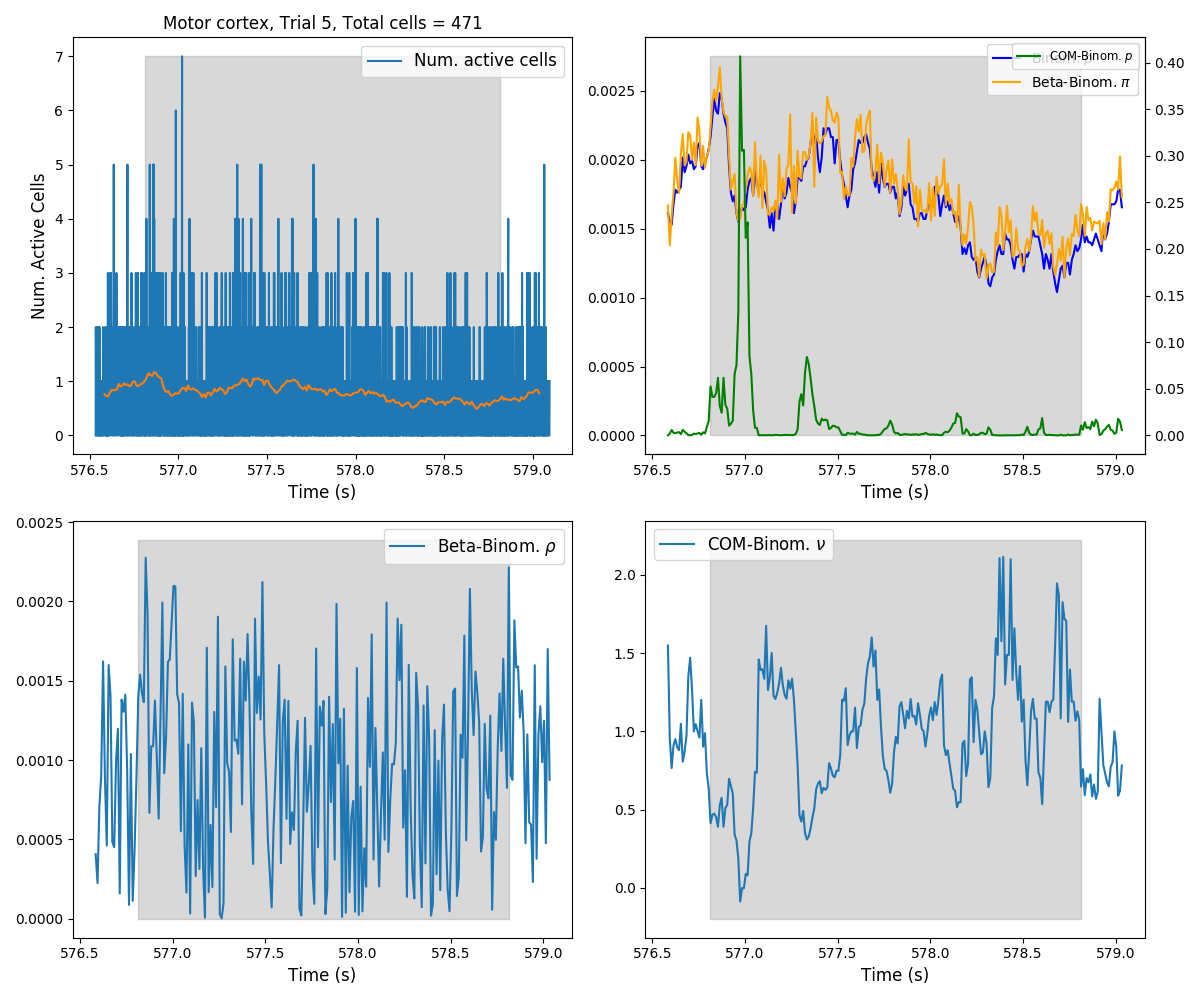 Motor cortex, Trial 5, Total cells = 471
Num. active cells
Num. Active Cells
7
6
5
4
3
2
1
0
576.5 577.0 577.5 578.0 578.5 579.0
Time (s)
COM-Binom. p
Beta-Binom. π
0.0025
0.0020
0.0015
0.0010
0.0005
0.0000
0.40
0.35
0.30
0.25
0.20
0.15
0.10
0.05
0.00
576.5 577.0 577.5 578.0 578.5 579.0
Time (s)
Beta-Binom. ρ
0.0025
0.0020
0.0015
0.0010
0.0005
0.0000
576.5 577.0 577.5 578.0 578.5 579.0
Time (s)
COM-Binom. ν
2.0
1.5
1.0
0.5
0.0
576.5 577.0 577.5 578.0 578.5 579.0
Time (s)